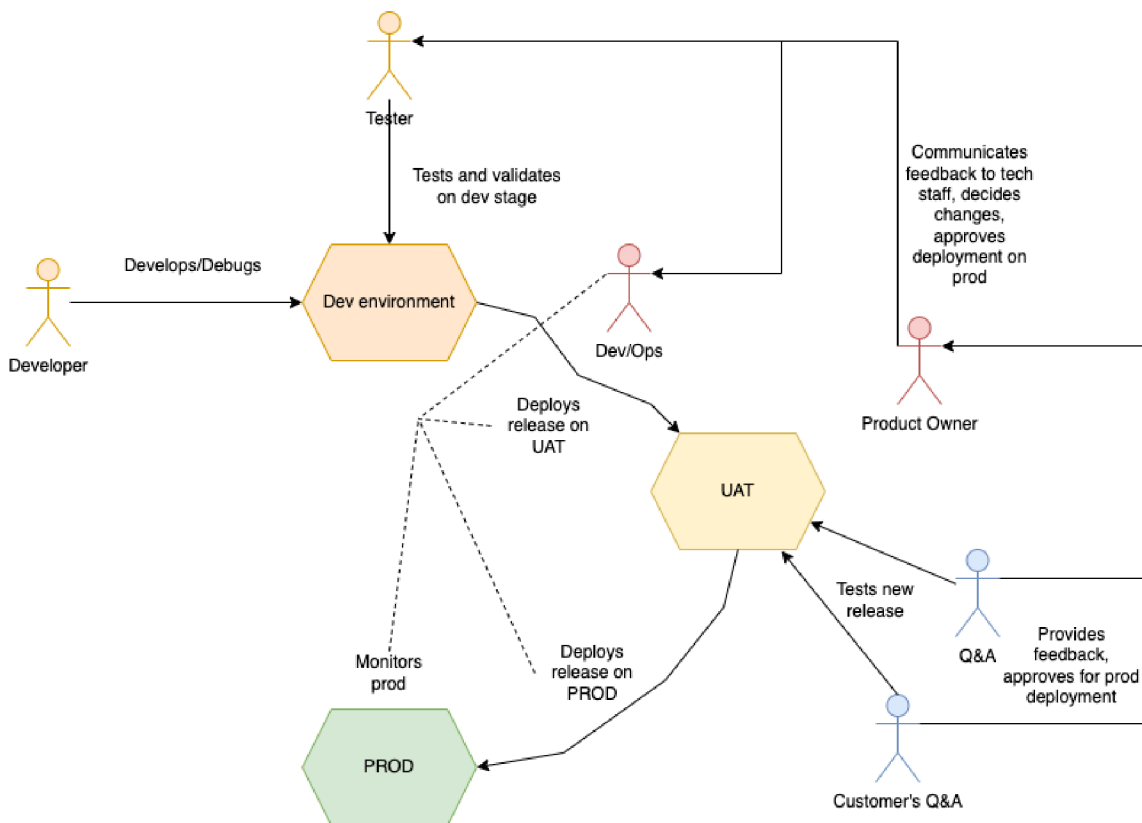 Tester
Tests and validates
on dev stage
Communicates
feedback to tech
staff, decides
changes,
approves
deployment on
prod
Develops/Debugs
Dev environment
Developer
Dev/Ops
Product Owner
Deploys
release on
UAT
UAT
Tests new
release
Q&A
Provides
feedback,
approves for prod
deployment
Monitors
prod
Deploys
release on
PROD
PROD
Customer's Q&A